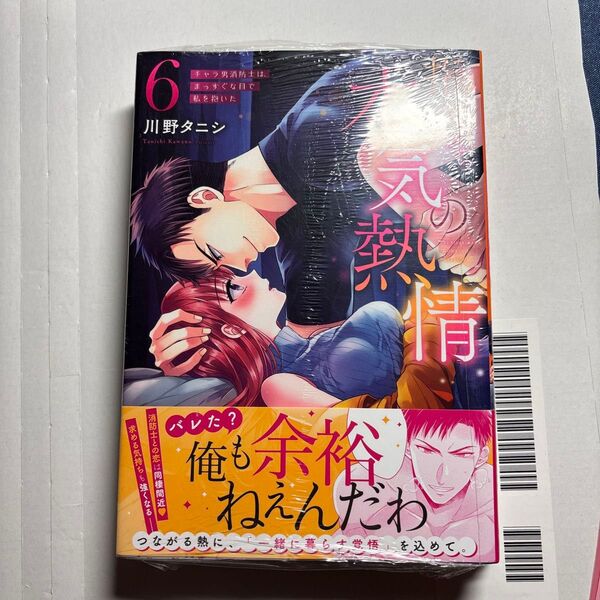 6
チャラ男消防士は、
まっすぐな目で
私を抱いた
川野タニシ
Tanishi Kawano
気の
熱情
バレた?
俺も余裕
ねぇんだわ
消防士との恋は同棲間近♥
求める気持ちも強くなる――
つながる熱に、「一緒に暮らす覚悟」を込めて。